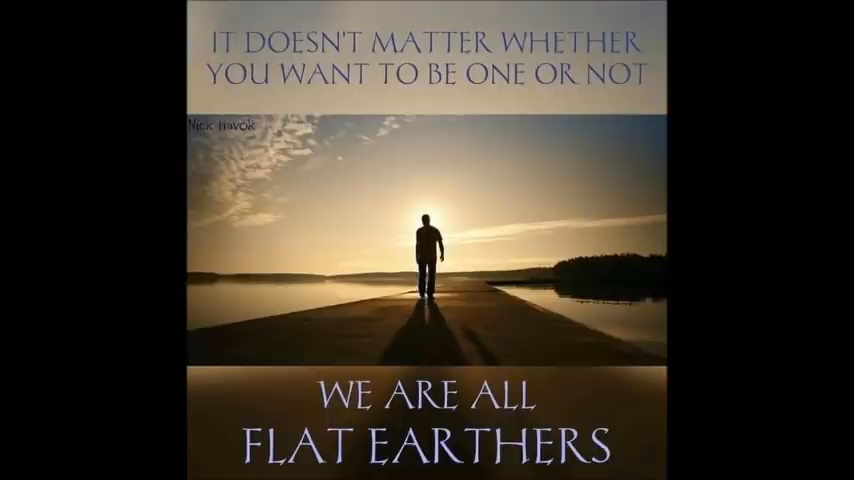 IT DOESN'T MATTER WHETHER
YOU WANT TO BE ONE OR NOT
Nick Havok
WE ARE ALL
FLAT EARTHERS